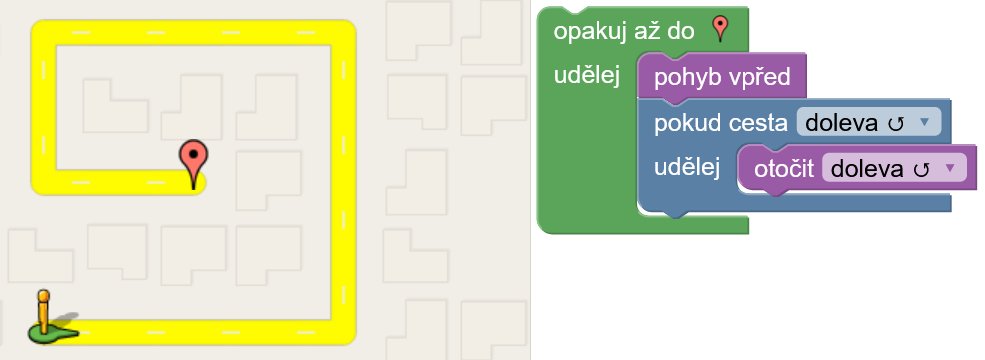 opakuj až do
udělej
pohyb vpřed
pokud cesta doleva ↺
udělej
otočit doleva ↺